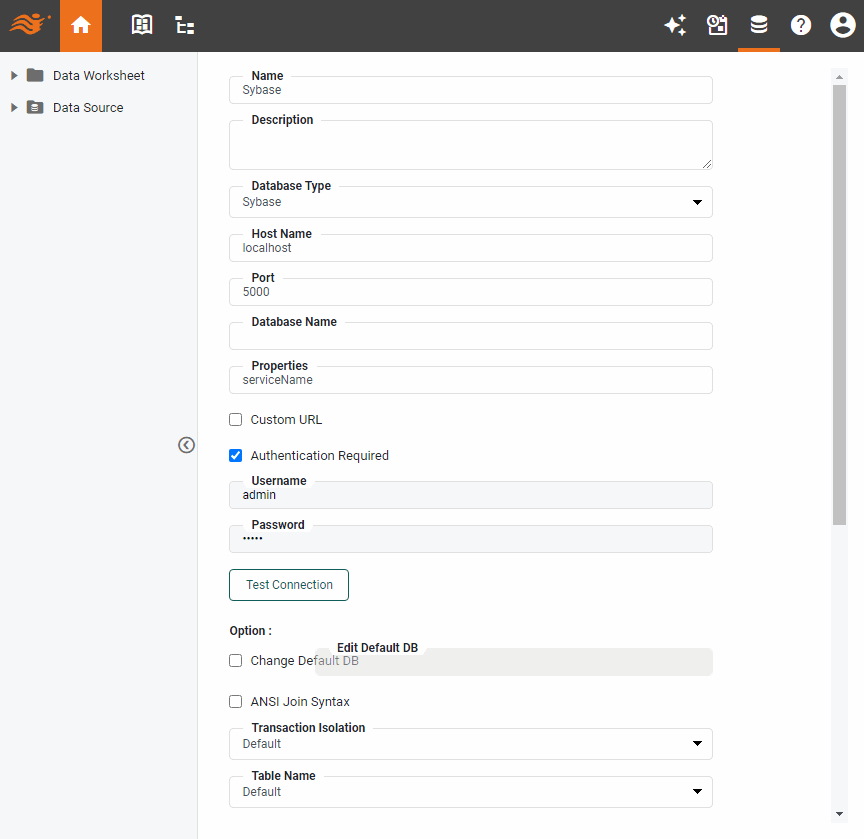 Data Worksheet
Data Source
Name
Sybase
Description
Database Type
Sybase
Host Name
localhost
Port
5000
Database Name
Properties
serviceName
Custom URL
Authentication Required
Username
admin
Password
•••••
Test Connection
Option :
Edit Default DB
Change Default DB
ANSI Join Syntax
Transaction Isolation
Default
Table Name
Default